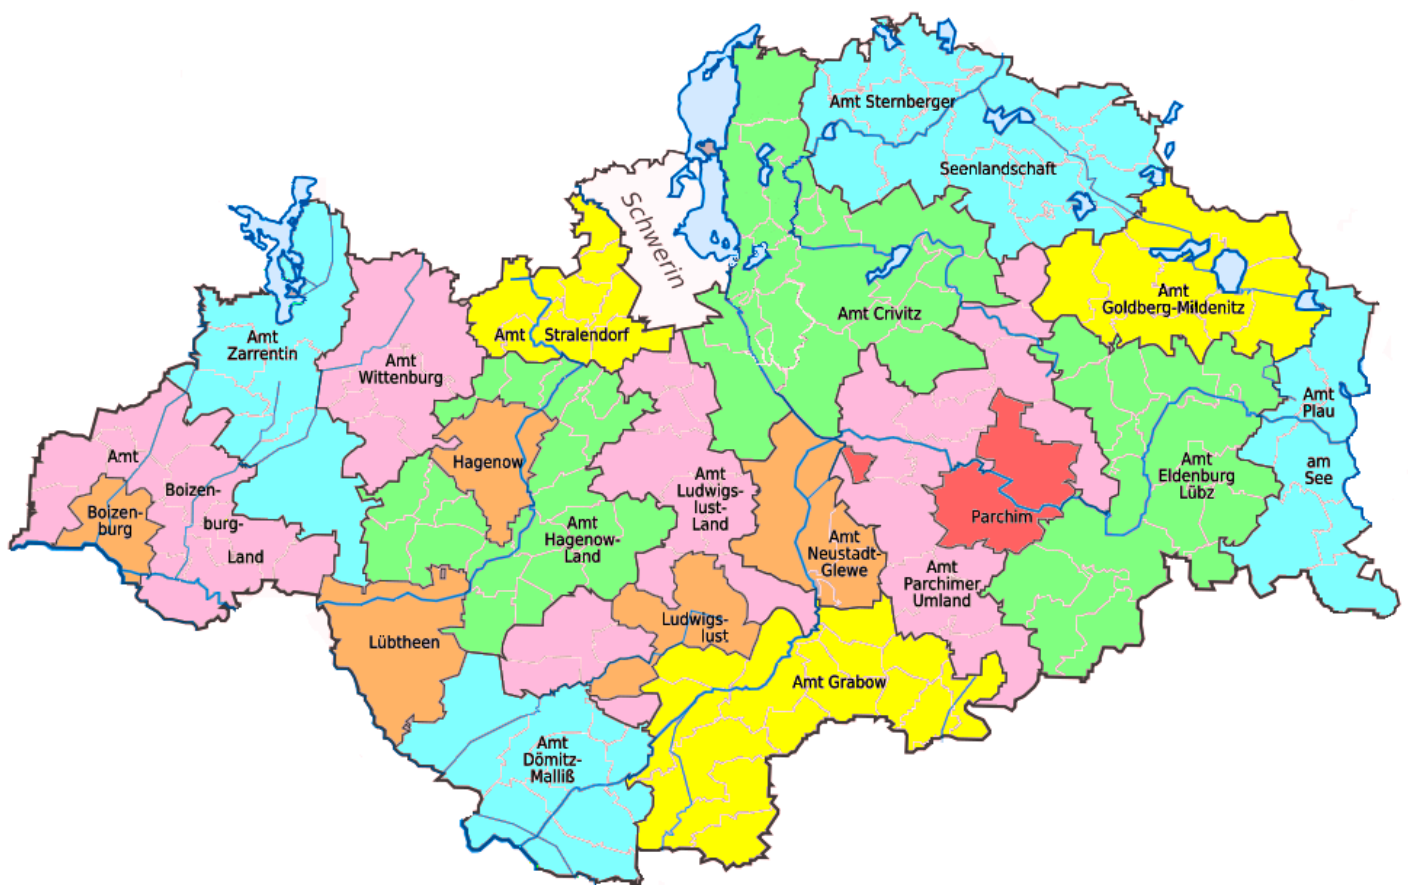 Amt Sternberger
Seenlandschaft
Schwerin
Amt
Goldberg-Mildenitz
Amt Crivitz
Amt Stralendorf
Amt
Zarrentin
Amt
Wittenburg
Amt
Plau
am
See
Amt
Boizen-
burg-
Land
Boizen-
burg
Hagenow
Amt
Hagenow-
Land
Amt
Ludwigs-
lust-
Land
Amt
Neustadt-
Glewe
Parchim
Amt
Eldenburg
Lübz
Amt
Parchimer
Umland
Lübtheen
Ludwigs-
lust
Amt Grabow
Amt
Dömitz-
Malliß